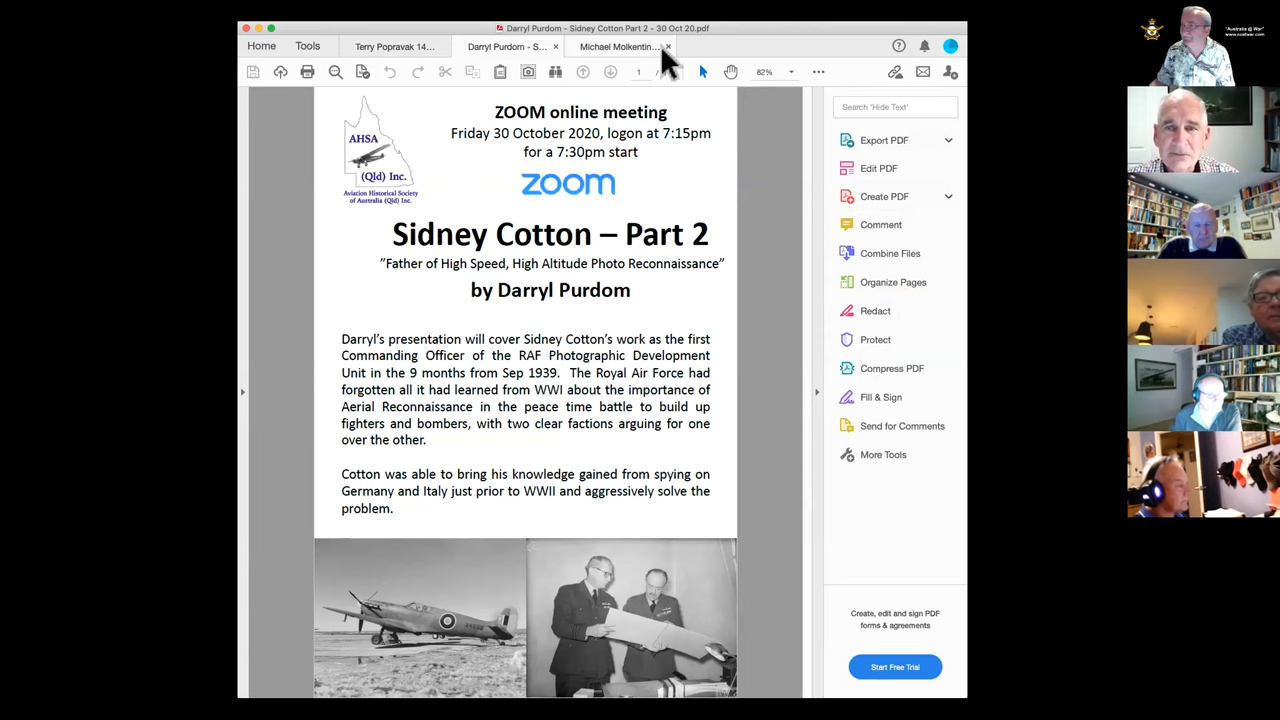 Darryl Purdom - Sidney Cotton Part 2 - 30 Oct 20.pdf
Home
Tools
Terry Popravak 14...
Darryl Purdom - S... ×
Michael Molkentin... ×
1 /
82%
Search 'Hide Text'
Export PDF
Edit PDF
Create PDF
Comment
Combine Files
Organize Pages
Redact
Protect
Compress PDF
Fill & Sign
Send for Comments
More Tools
Create, edit and sign PDF
forms & agreements
Start Free Trial
AHSA
(Qld) Inc.
Aviation Historical Society
of Australia (Qld) Inc.
ZOOM online meeting
Friday 30 October 2020, logon at 7:15pm
for a 7:30pm start
zoom
Sidney Cotton – Part 2
”Father of High Speed, High Altitude Photo Reconnaissance”
by Darryl Purdom
Darryl’s presentation will cover Sidney Cotton’s work as the first
Commanding Officer of the RAF Photographic Development
Unit in the 9 months from Sep 1939. The Royal Air Force had
forgotten all it had learned from WWI about the importance of
Aerial Reconnaissance in the peace time battle to build up
fighters and bombers, with two clear factions arguing for one
over the other.
Cotton was able to bring his knowledge gained from spying on
Germany and Italy just prior to WWII and aggressively solve the
problem.
"Australia @ War"
www.ozatwar.com